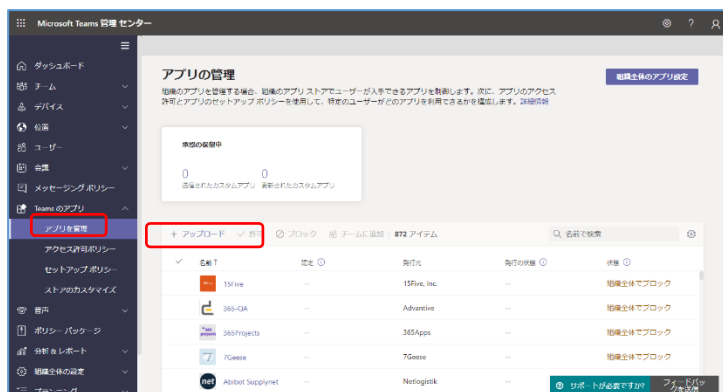 Microsoft Teams 管理 センター
ダッシュボード
チーム
デバイス
位置
ユーザー
会議
メッセージング ポリシー
Teams のアプリ
アプリを管理
アクセス許可ポリシー
セットアップ ポリシー
ストアのカスタマイズ
音声
ポリシー パッケージ
分析 & レポート
組織全体の設定
プランニング
アプリの管理
組織全体のアプリ設定
組織のアプリを管理する場合、組織のアプリ ストアでユーザーが入手できるアプリを制御します。次に、アプリのアクセス
許可とアプリのセットアップ ポリシーを使用して、特定のユーザーがどのアプリを利用できるかを構成します。詳細情報
承認の保留中
0 0
送信されたカスタムアプリ 更新されたカスタムアプリ
+ アップロード 許可 ブロック チームに追加 872 アイテム 名前で検索
名前↑ 認定 発行元 発行の状態 状態
15Five -- 15Five, Inc. -- 組織全体でブロック
365-QA -- Advantive -- 組織全体でブロック
365Projects -- 365Apps -- 組織全体でブロック
7Geese -- 7Geese -- 組織全体でブロック
net Abibot Supplynet -- Netlogistik --
サポートが必要ですか?
フィードバックを送信